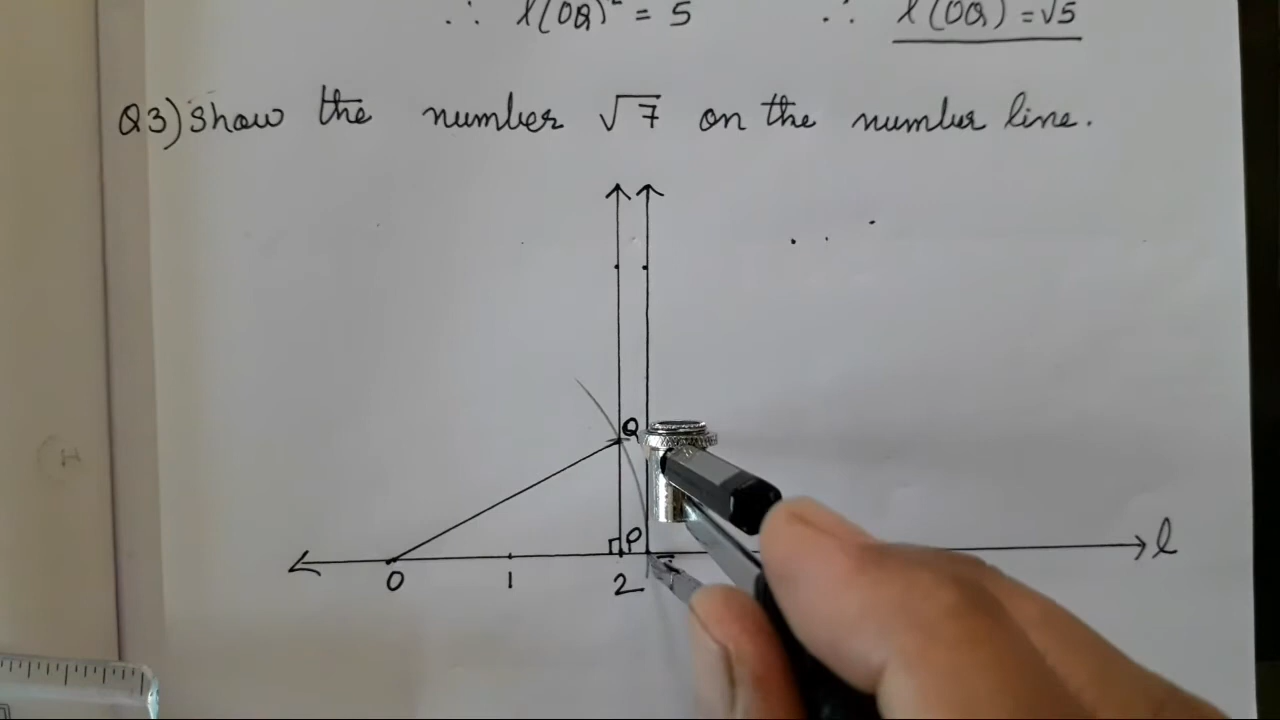 ∴ l(OQ)² = 5 ∴ l(OQ) = √5
Q3) Show the number √7 on the number line.
Q
P
l
0 1 2